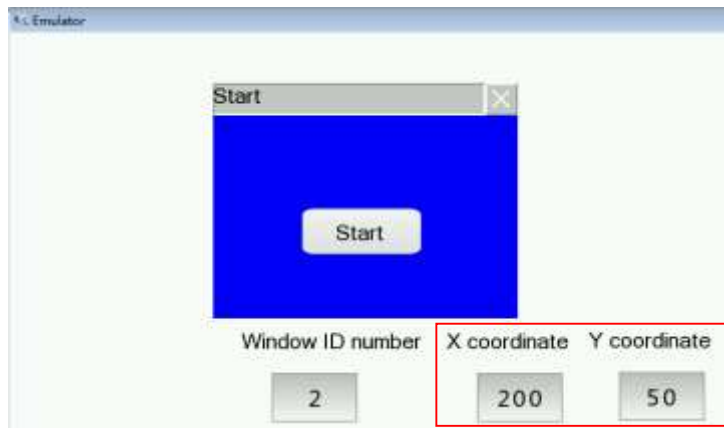 Emulator
Start
Start
Window ID number X coordinate Y coordinate
2 200 50